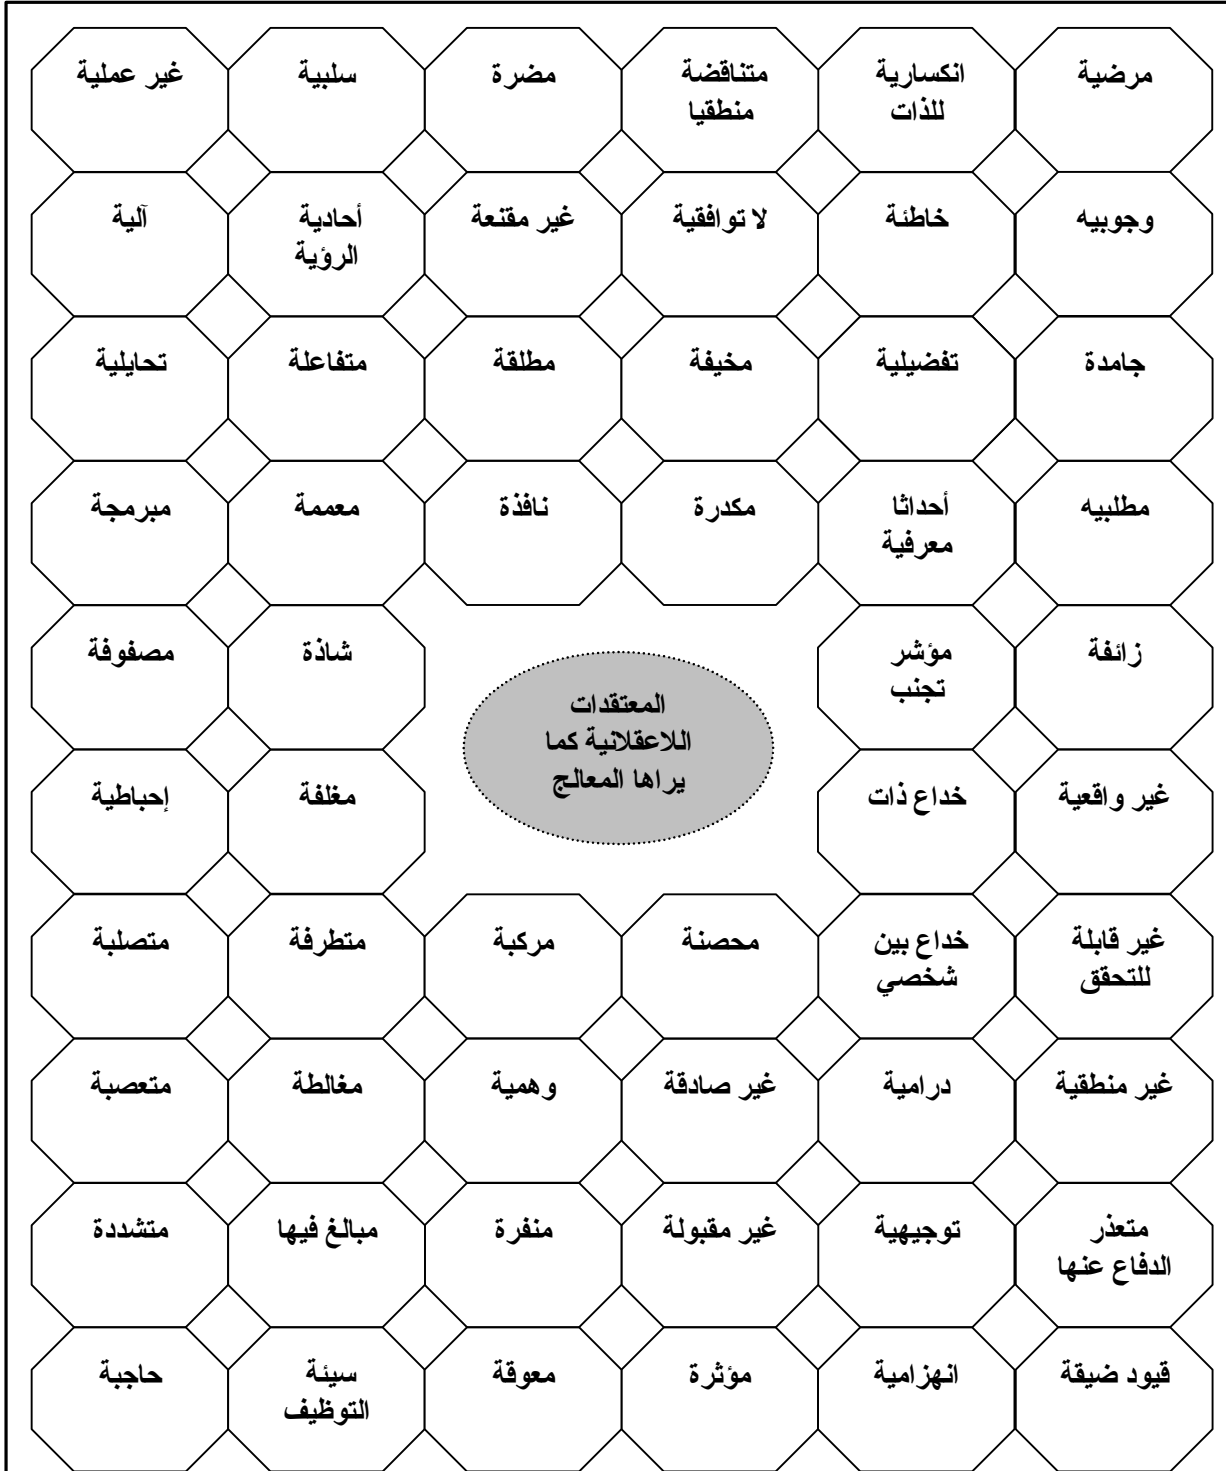 مرضية
انكسارية
للذات
متناقضة
منطقيا
مضرة
سلبية
غير عملية
وجوبيه
خاطئة
لا توافقية
غير مقنعة
أحادية
الرؤية
آلية
جامدة
تفضيلية
مخيفة
مطلقة
متفاعلة
تحايلية
مطلبيه
أحداثا
معرفية
مكدرة
نافذة
معممة
مبرمجة
زائفة
مؤشر
تجنب
المعتقدات
اللاعقلانية كما
يراها المعالج
شاذة
مصفوفة
غير واقعية
خداع ذات
مغلفة
إحباطية
غير قابلة
للتحقق
خداع بين
شخصي
محصنة
مركبة
متطرفة
متصلبة
غير منطقية
درامية
غير صادقة
وهمية
مغالطة
متعصبة
متعذر
الدفاع عنها
توجيهية
غير مقبولة
منفرة
مبالغ فيها
متشددة
قيود ضيقة
انهزامية
مؤثرة
معوقة
سيئة
التوظيف
حاجبة